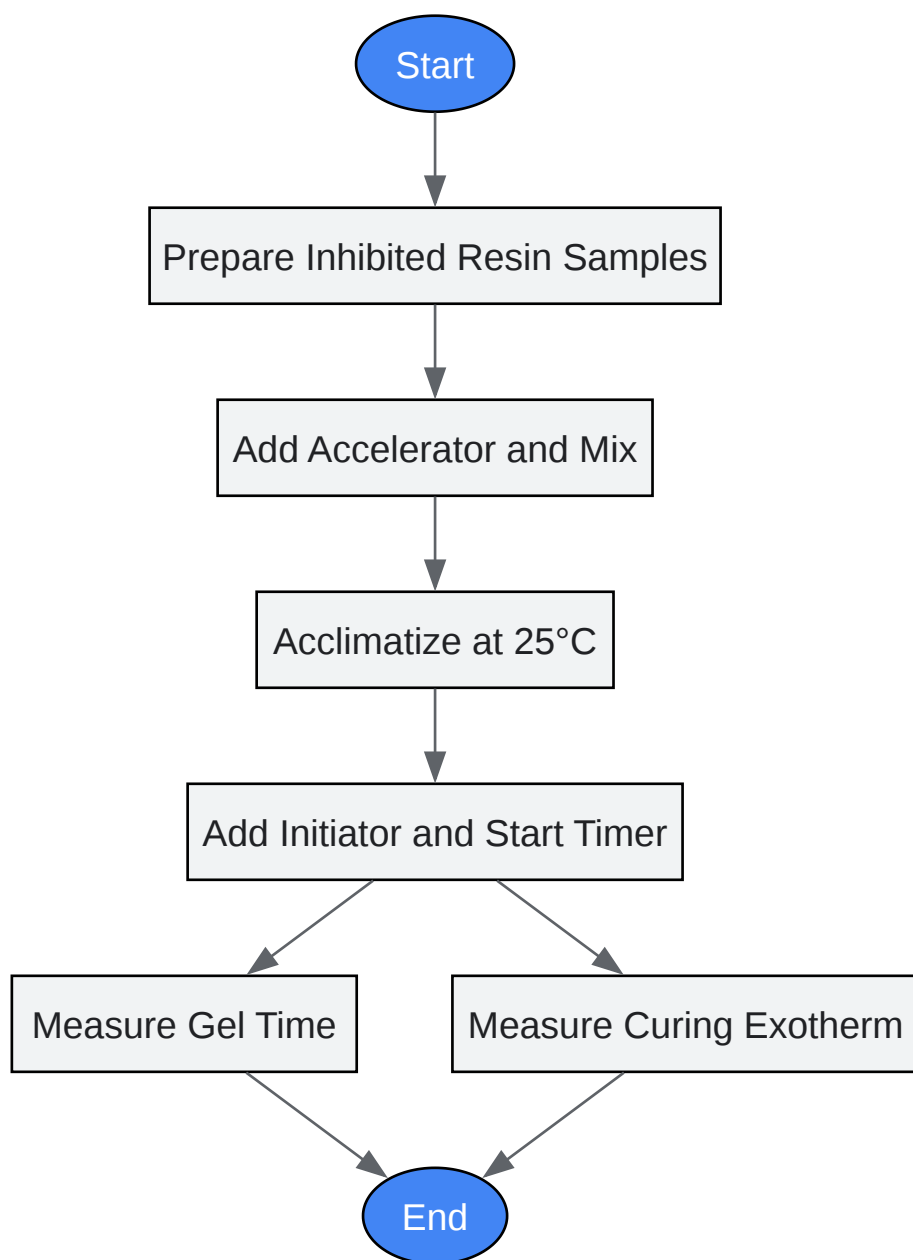 Start
Prepare Inhibited Resin Samples
Add Accelerator and Mix
Acclimatize at 25°C
Add Initiator and Start Timer
Measure Gel Time
Measure Curing Exotherm
End